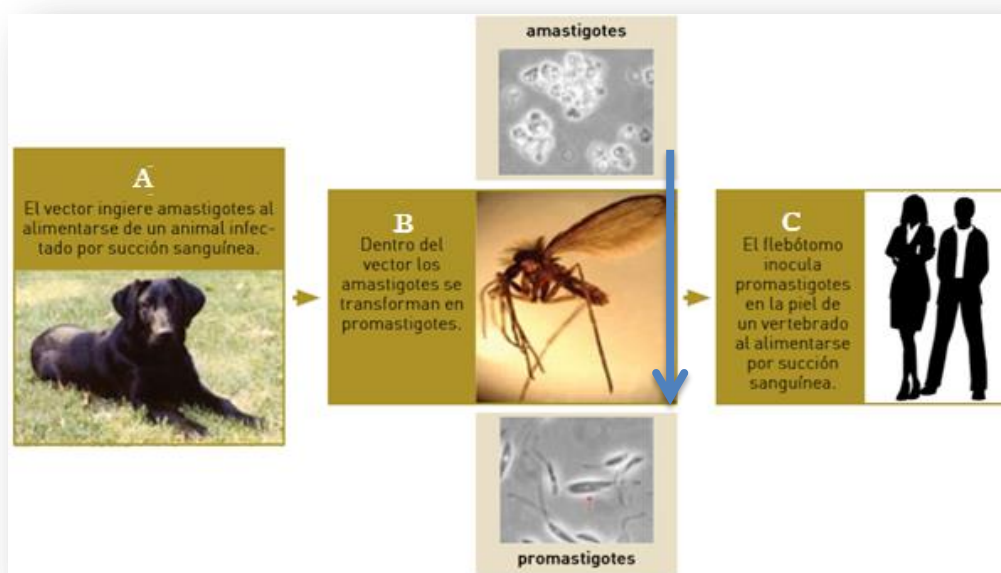 amastigotes
A
El vector ingiere amastigotes al
alimentarse de un animal infec-
tado por succión sanguínea.
B
Dentro del
vector los
amastigotes se
transforman en
promastigotes.
C
El flebótomo
inocula
promastigotes
en la piel de
un vertebrado
al alimentarse
por succión
sanguínea.
promastigotes